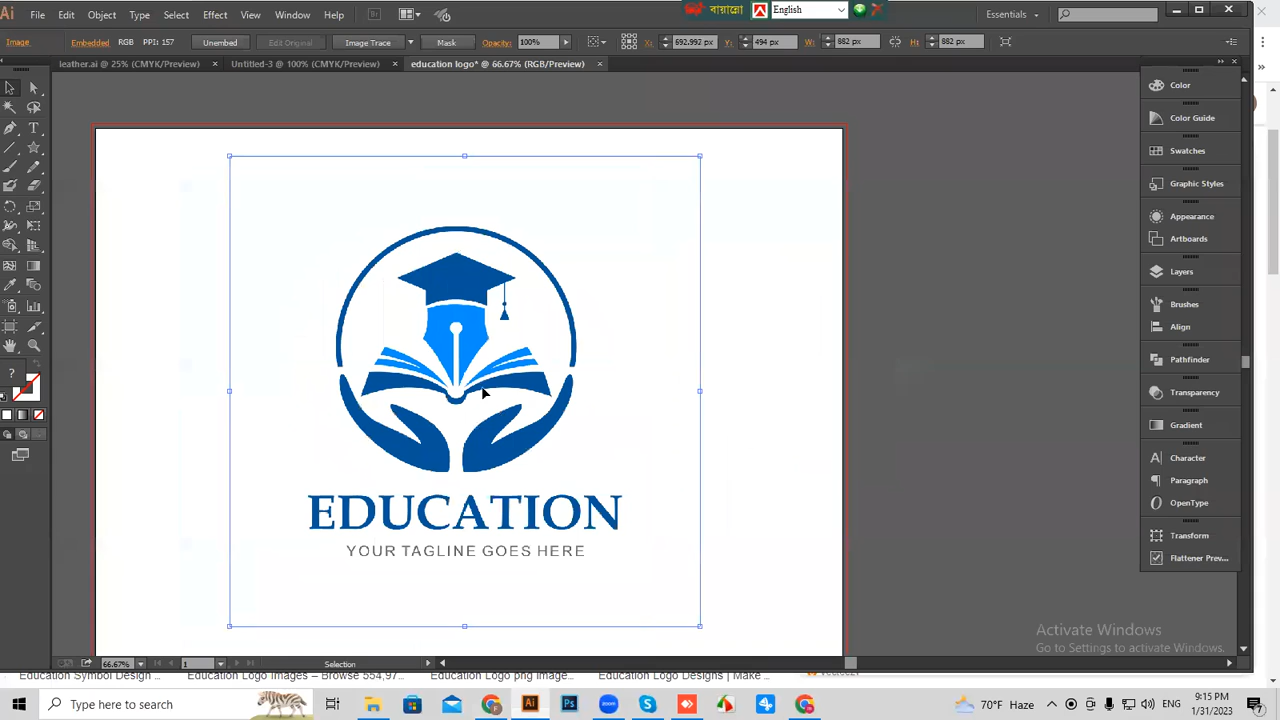 Ai File Edit Object Type Select Effect View Window Help Br বায়ান্নো English Essentials
Image Embedded RGB PPI: 157 Unembed Edit Original Image Trace Mask Opacity: 100% X: 692.992 px Y: 494 px W: 882 px H: 882 px
leather.ai @ 25% (CMYK/Preview) × Untitled-3 @ 100% (CMYK/Preview) × education logo* @ 66.67% (RGB/Preview) ×
Color
Color Guide
Swatches
Graphic Styles
Appearance
Artboards
Layers
Brushes
Align
Pathfinder
Transparency
Gradient
Character
Paragraph
OpenType
Transform
Flattener Prev...
EDUCATION
YOUR TAGLINE GOES HERE
Activate Windows
Go to Settings to activate Windows.
66.67% 1 Selection
Education Symbol Design ... Education Logo Images – Browse 554,97... Education Logo png image... Education Logo Designs | Make ...
Type here to search Ai Ps 70°F Haze 9:15 PM
1/31/2023